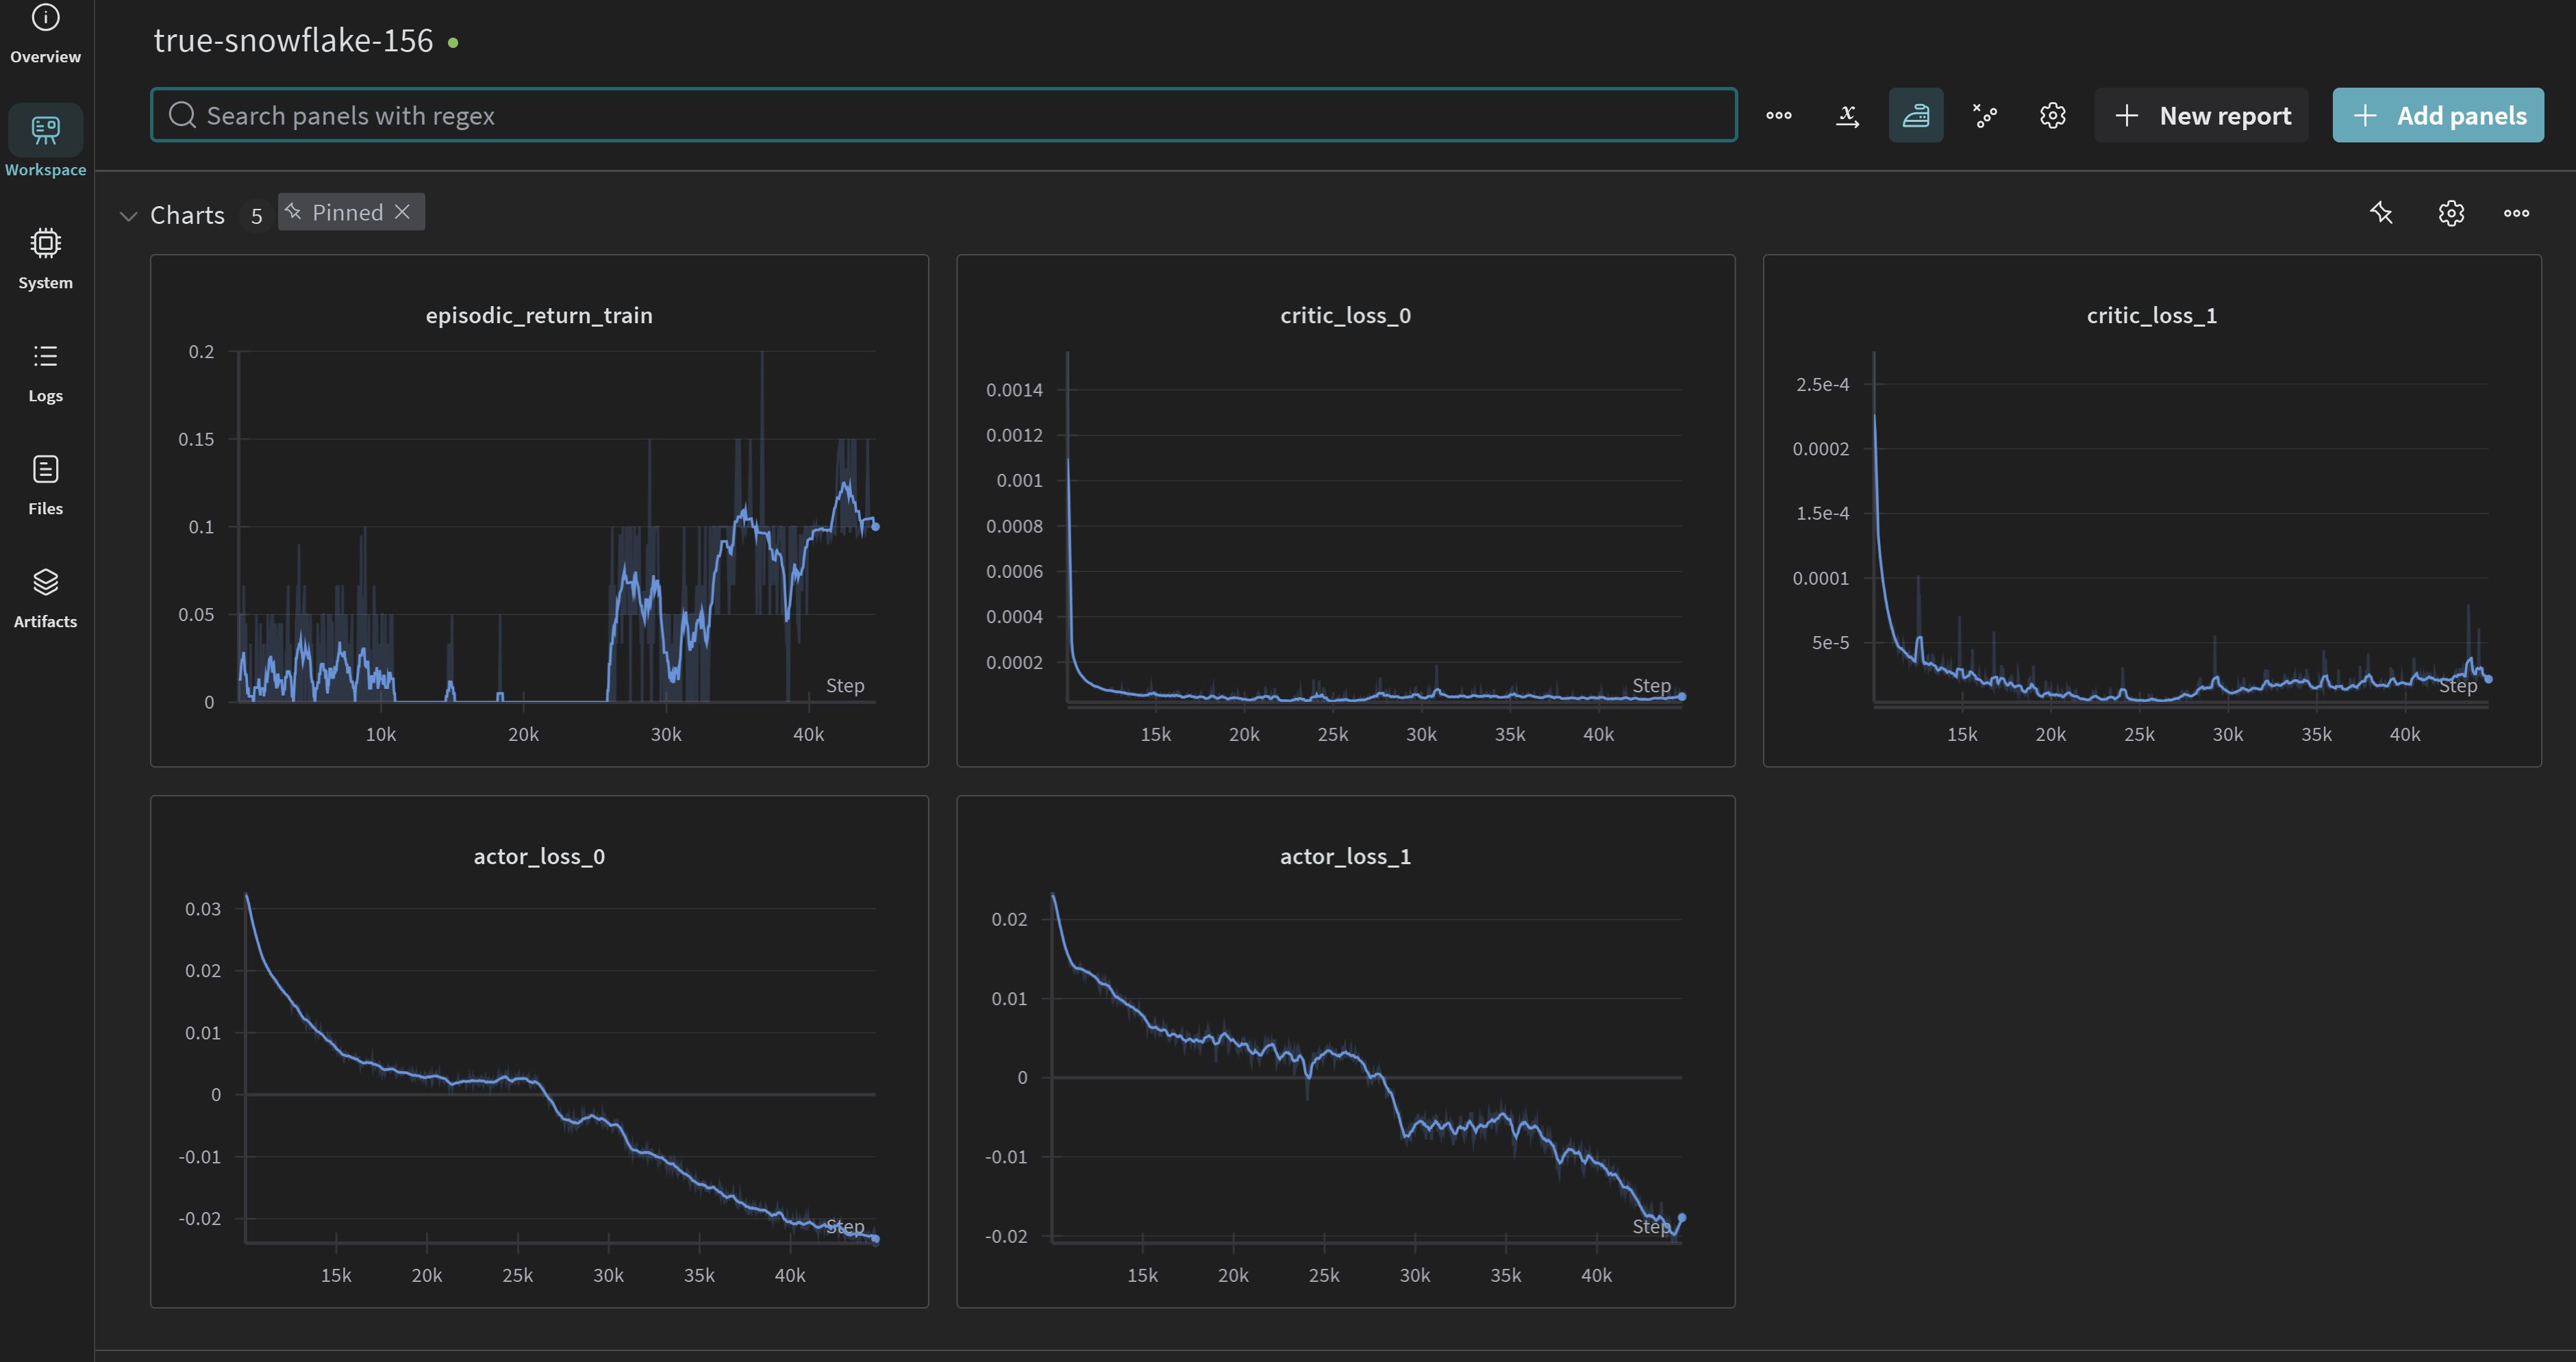 Overview
Workspace
System
Logs
Files
Artifacts
true-snowflake-156
Search panels with regex
New report
Add panels
Charts 5 Pinned
episodic_return_train
0.2
0.15
0.1
0.05
0
10k 20k 30k 40k
Step
critic_loss_0
0.0014
0.0012
0.001
0.0008
0.0006
0.0004
0.0002
15k 20k 25k 30k 35k 40k
Step
critic_loss_1
2.5e-4
0.0002
1.5e-4
0.0001
5e-5
15k 20k 25k 30k 35k 40k
Step
actor_loss_0
0.03
0.02
0.01
0
-0.01
-0.02
15k 20k 25k 30k 35k 40k
Step
actor_loss_1
0.02
0.01
0
-0.01
-0.02
15k 20k 25k 30k 35k 40k
Step